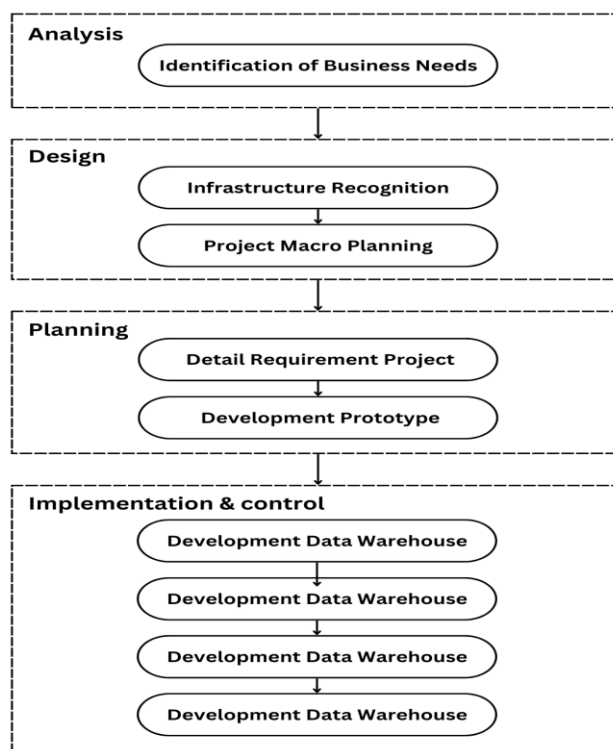 Analysis
Identification of Business Needs
Design
Infrastructure Recognition
Project Macro Planning
Planning
Detail Requirement Project
Development Prototype
Implementation & control
Development Data Warehouse
Development Data Warehouse
Development Data Warehouse
Development Data Warehouse